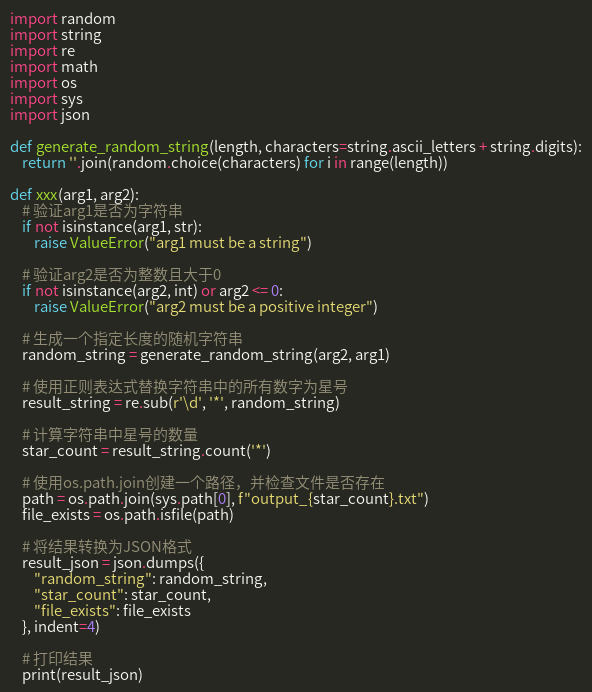 import random
import string
import re
import math
import os
import sys
import json

def generate_random_string(length, characters=string.ascii_letters + string.digits):
    return ''.join(random.choice(characters) for i in range(length))

def xxx(arg1, arg2):
    # 验证arg1是否为字符串
    if not isinstance(arg1, str):
        raise ValueError("arg1 must be a string")

    # 验证arg2是否为整数且大于0
    if not isinstance(arg2, int) or arg2 <= 0:
        raise ValueError("arg2 must be a positive integer")

    # 生成一个指定长度的随机字符串
    random_string = generate_random_string(arg2, arg1)

    # 使用正则表达式替换字符串中的所有数字为星号
    result_string = re.sub(r'\d', '*', random_string)

    # 计算字符串中星号的数量
    star_count = result_string.count('*')

    # 使用os.path.join创建一个路径，并检查文件是否存在
    path = os.path.join(sys.path[0], f"output_{star_count}.txt")
    file_exists = os.path.isfile(path)

    # 将结果转换为JSON格式
    result_json = json.dumps({
        "random_string": random_string,
        "star_count": star_count,
        "file_exists": file_exists
    }, indent=4)

    # 打印结果
    print(result_json)